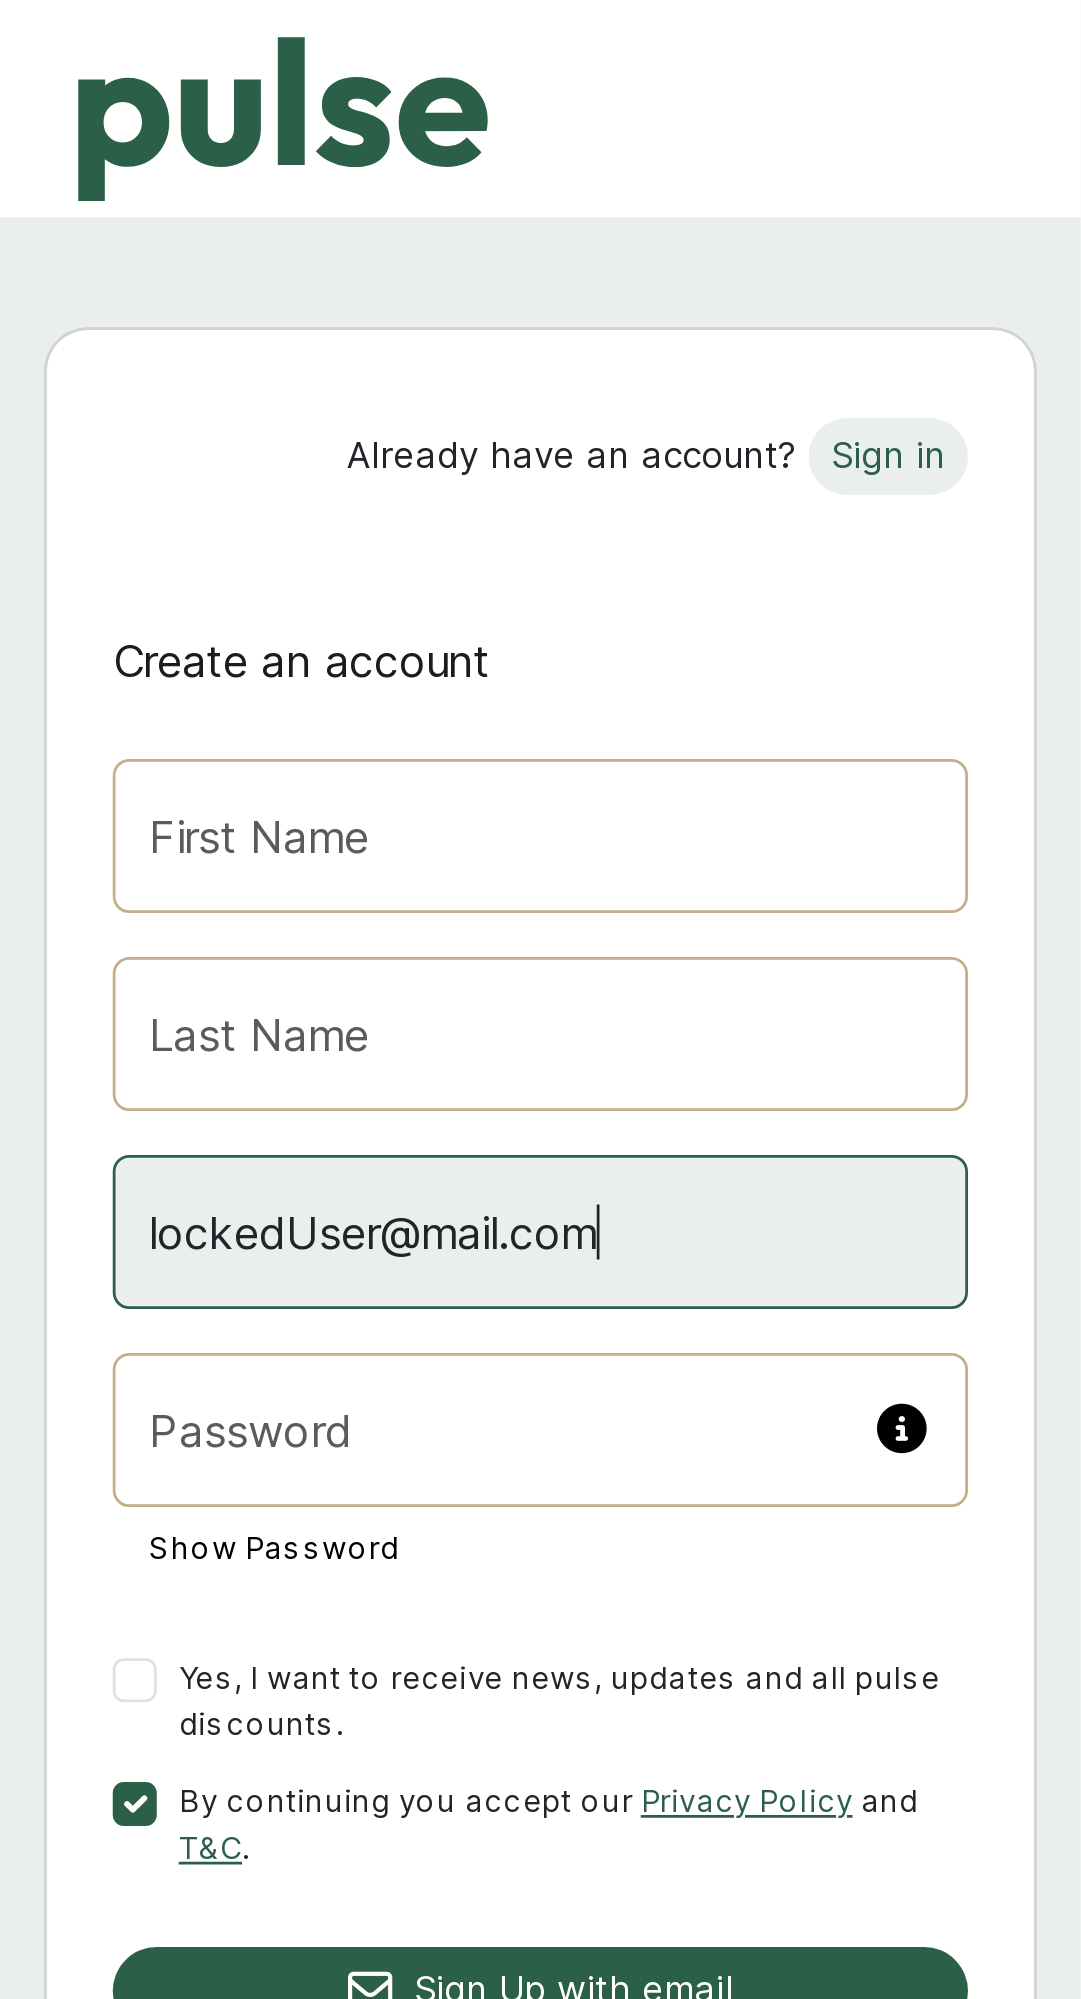 pulse
Already have an account? Sign in
Create an account
First Name
Last Name
lockedUser@mail.com
Password
Show Password
Yes, I want to receive news, updates and all pulse
discounts.
By continuing you accept our Privacy Policy and
T&C.
Sign Up with email